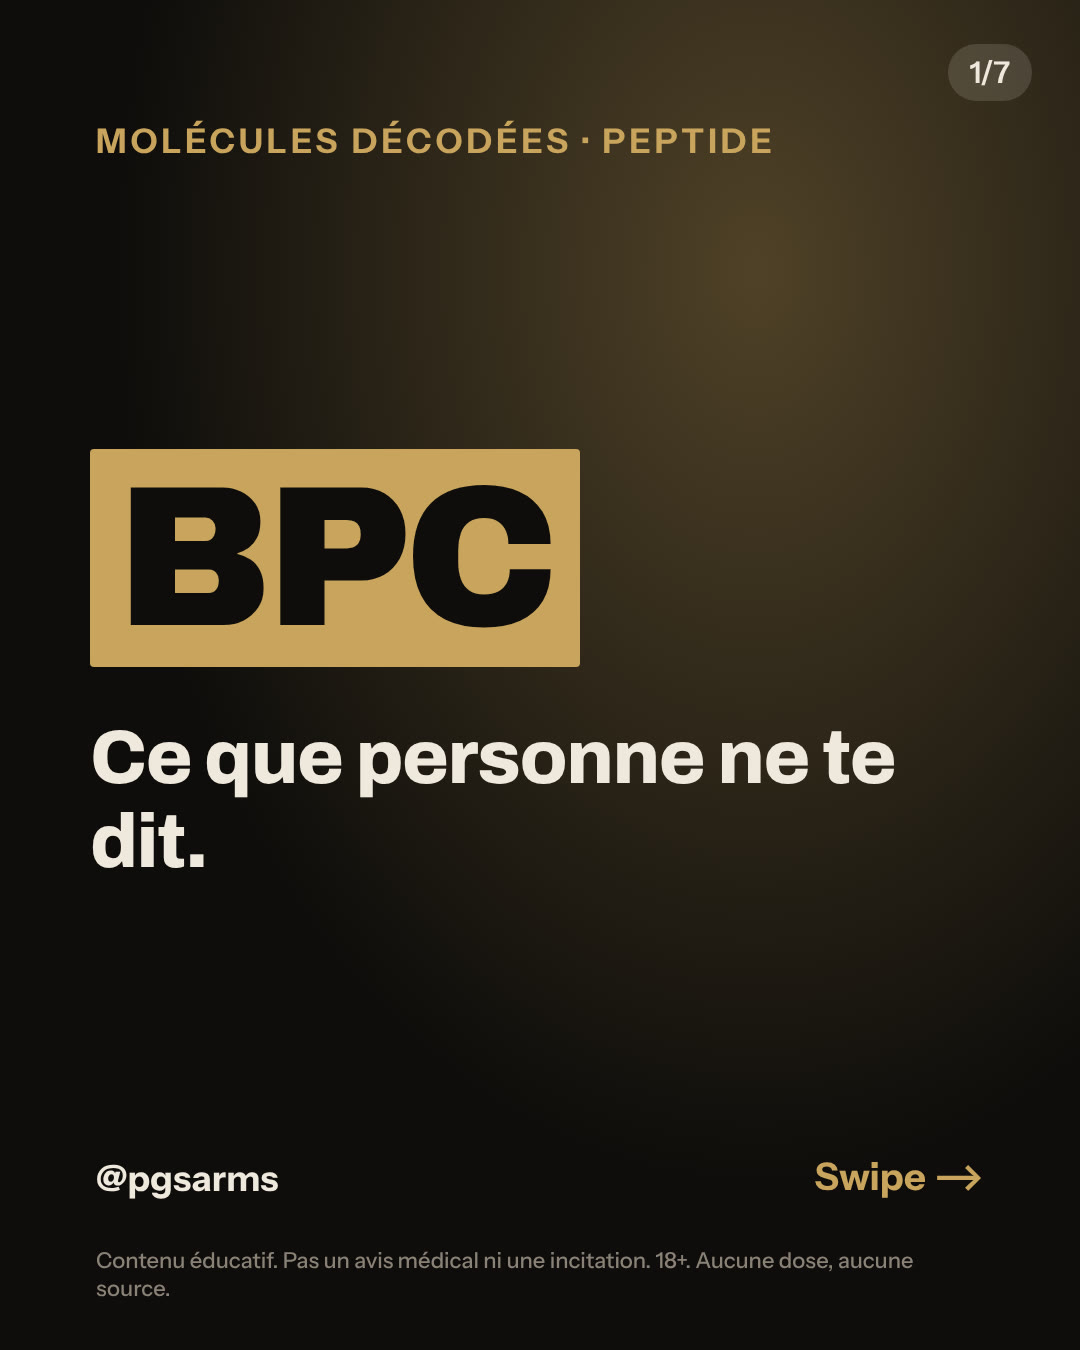 1/7
MOLÉCULES DÉCODÉES · PEPTIDE
BPC
Ce que personne ne te
dit.
@pgsarms
Swipe →
Contenu éducatif. Pas un avis médical ni une incitation. 18+. Aucune dose, aucune
source.